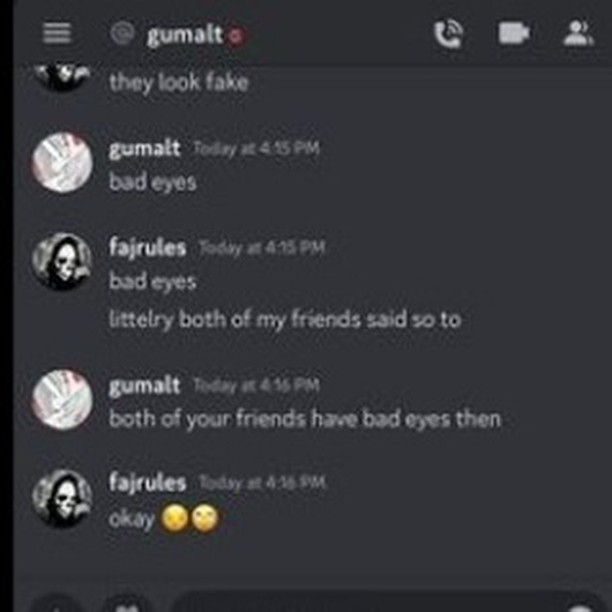 @ gumalt
they look fake
gumalt Today at 4:15 PM
bad eyes
fajrules Today at 4:15 PM
bad eyes
littelry both of my friends said so to
gumalt Today at 4:16 PM
both of your friends have bad eyes then
fajrules Today at 4:16 PM
okay 😒🙄